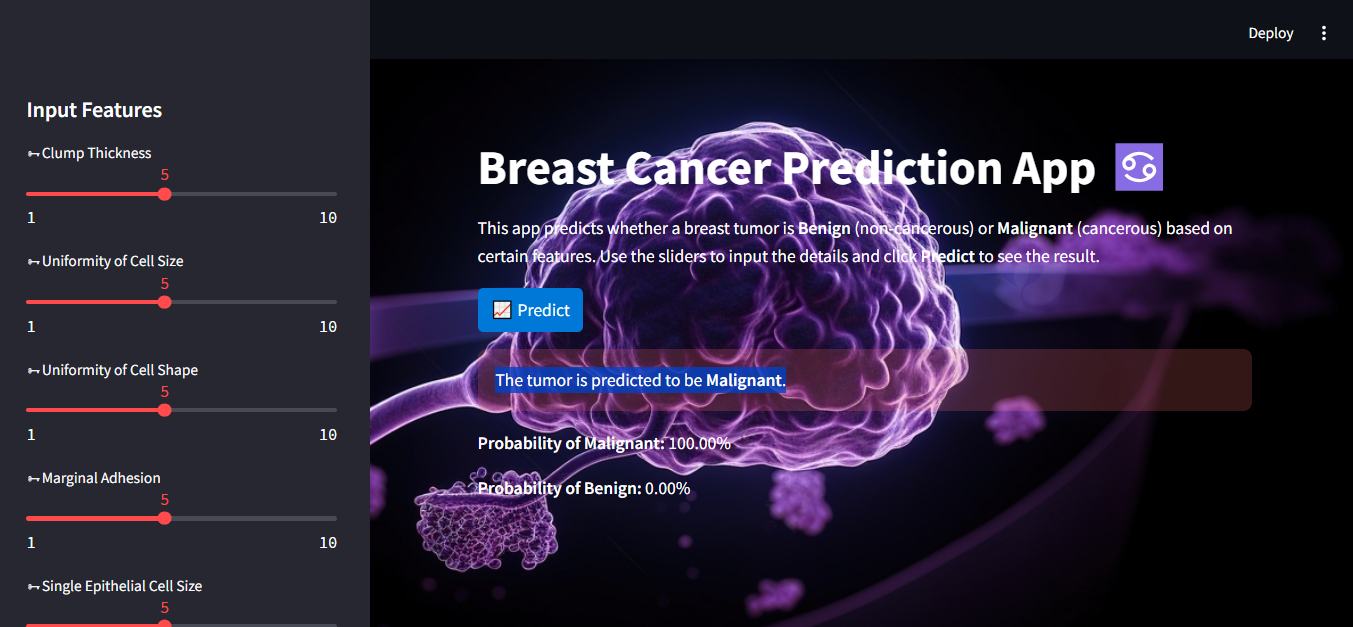 Deploy
Input Features
🗝Clump Thickness
5
1 10
🗝Uniformity of Cell Size
5
1 10
🗝Uniformity of Cell Shape
5
1 10
🗝Marginal Adhesion
5
1 10
🗝Single Epithelial Cell Size
5
Breast Cancer Prediction App ♋
This app predicts whether a breast tumor is Benign (non-cancerous) or Malignant (cancerous) based on
certain features. Use the sliders to input the details and click Predict to see the result.
📈 Predict
The tumor is predicted to be Malignant.
Probability of Malignant: 100.00%
Probability of Benign: 0.00%